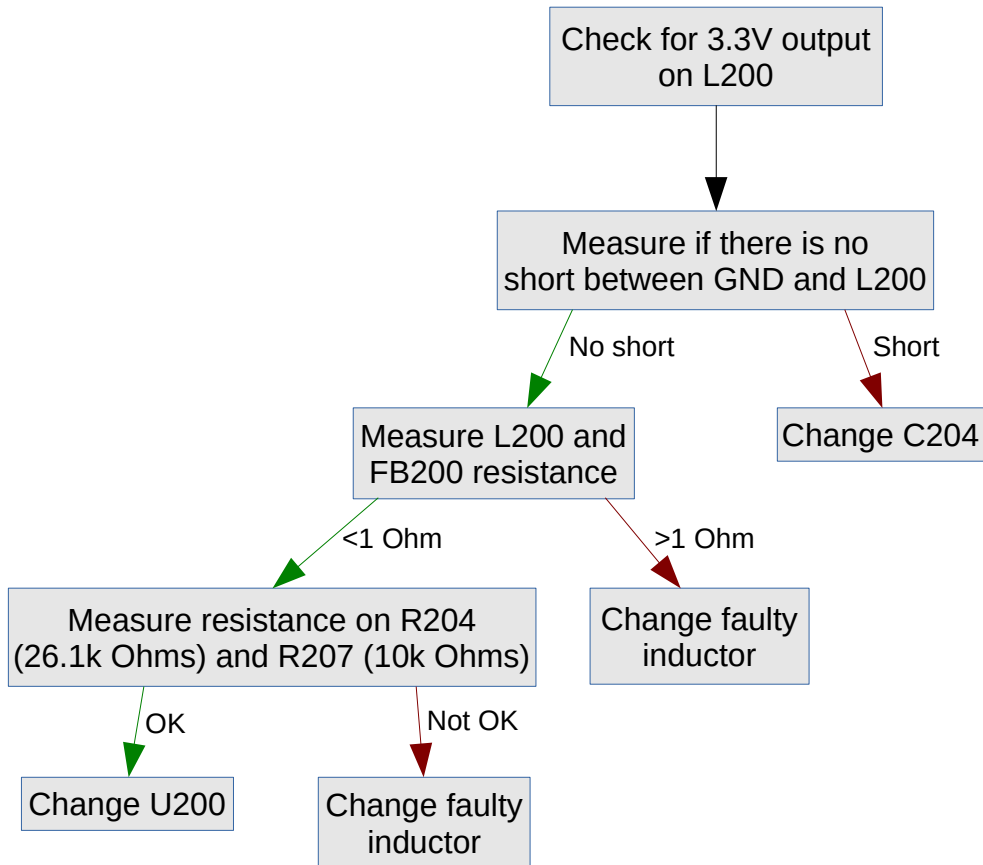 Check for 3.3V output
on L200
Measure if there is no
short between GND and L200
No short
Short
Measure L200 and
FB200 resistance
Change C204
<1 Ohm
>1 Ohm
Measure resistance on R204
(26.1k Ohms) and R207 (10k Ohms)
Change faulty
inductor
OK
Not OK
Change U200
Change faulty
inductor